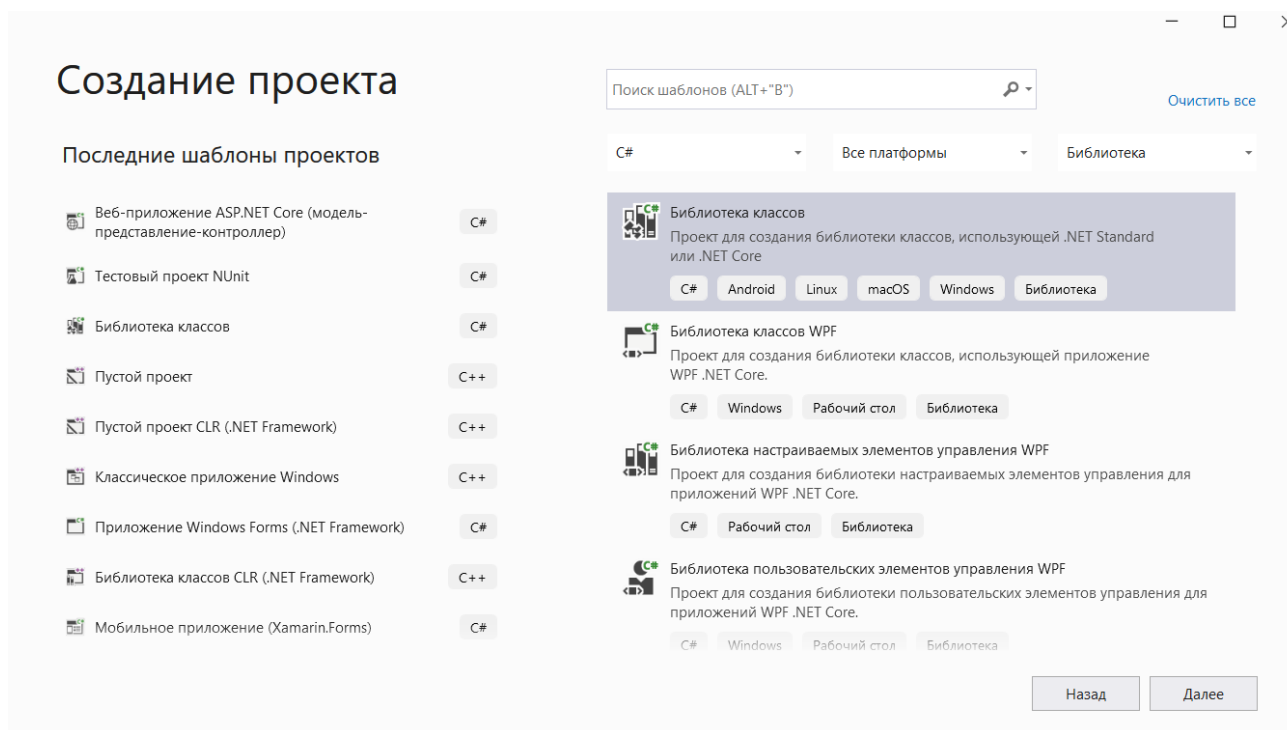 Создание проекта
Поиск шаблонов (ALT+"B")
Очистить все
Последние шаблоны проектов
C#
Все платформы
Библиотека
Веб-приложение ASP.NET Core (модель-
представление-контроллер)
C#
Тестовый проект NUnit
C#
Библиотека классов
C#
Пустой проект
C++
Пустой проект CLR (.NET Framework)
C++
Классическое приложение Windows
C++
Приложение Windows Forms (.NET Framework)
C#
Библиотека классов CLR (.NET Framework)
C++
Мобильное приложение (Xamarin.Forms)
C#
Библиотека классов
Проект для создания библиотеки классов, использующей .NET Standard
или .NET Core
C# Android Linux macOS Windows Библиотека
Библиотека классов WPF
Проект для создания библиотеки классов, использующей приложение
WPF .NET Core.
C# Windows Рабочий стол Библиотека
Библиотека настраиваемых элементов управления WPF
Проект для создания библиотеки настраиваемых элементов управления для
приложений WPF .NET Core.
C# Рабочий стол Библиотека
Библиотека пользовательских элементов управления WPF
Проект для создания библиотеки пользовательских элементов управления для
приложений WPF .NET Core.
C# Windows Рабочий стол Библиотека
Назад
Далее